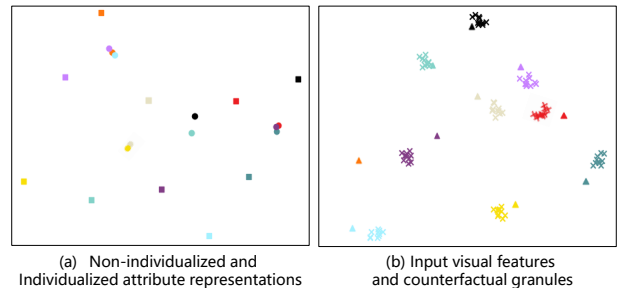 (a) Non-individualized and
Individualized attribute representations
(b) Input visual features
and counterfactual granules